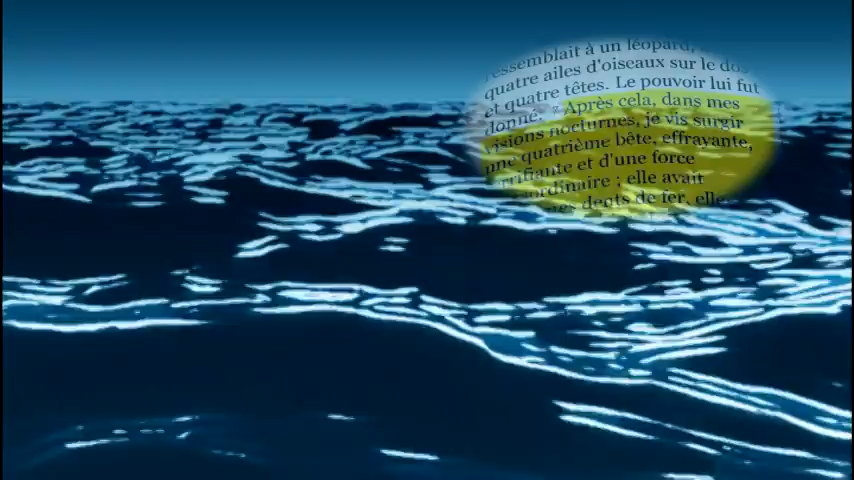 ressemblait à un léopard,
quatre ailes d'oiseaux sur le dos
et quatre têtes. Le pouvoir lui fut
donné. 7 Après cela, dans mes
visions nocturnes, je vis surgir
une quatrième bête, effrayante,
terrifiante et d'une force
extraordinaire ; elle avait
dents de fer, elle